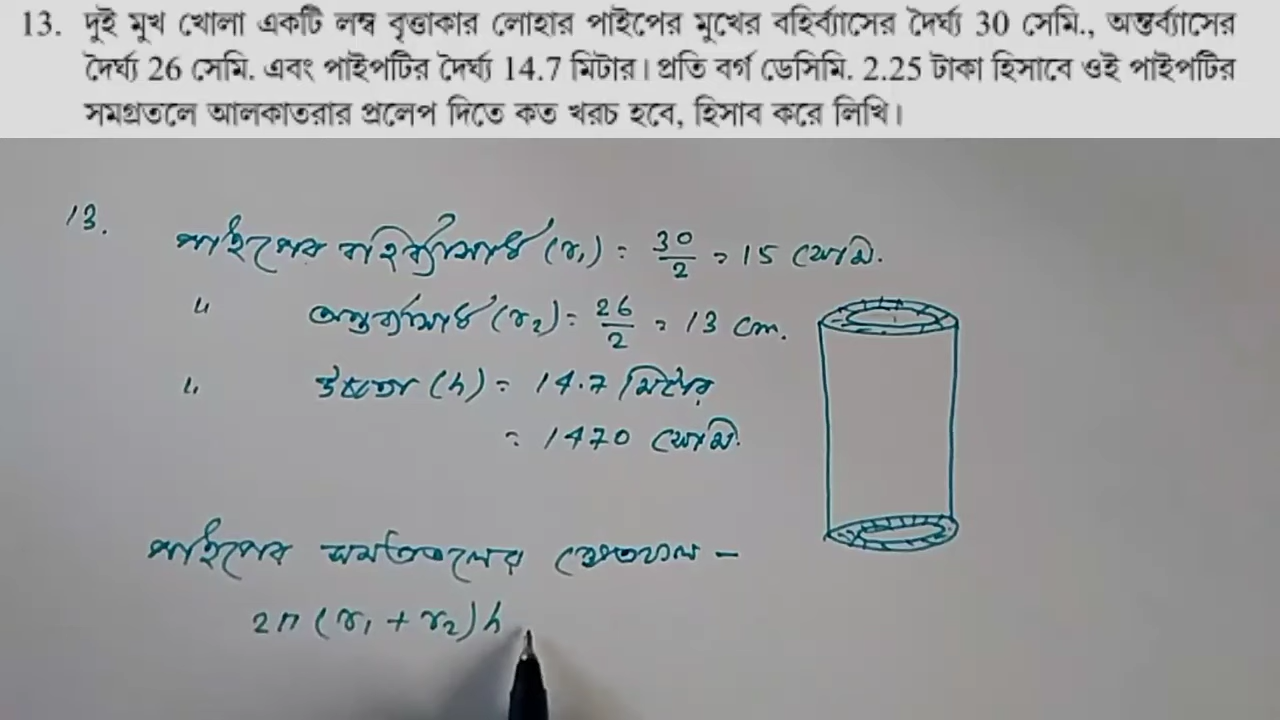 13. দুই মুখ খোলা একটি লম্ব বৃত্তাকার লোহার পাইপের মুখের বহির্ব্যাসের দৈর্ঘ্য 30 সেমি., অন্তর্ব্যাসের
দৈর্ঘ্য 26 সেমি. এবং পাইপটির দৈর্ঘ্য 14.7 মিটার। প্রতি বর্গ ডেসিমি. 2.25 টাকা হিসাবে ওই পাইপটির
সমগ্রতলে আলকাতরার প্রলেপ দিতে কত খরচ হবে, হিসাব করে লিখি।
13.
পাইপের বহির্ব্যাসার্ধ (r₁) = 30/2 = 15 সেমি.
" অন্তর্ব্যাসার্ধ (r₂) = 26/2 = 13 cm.
" উচ্চতা (h) = 14.7 মিটার
= 1470 সেমি.
পাইপের সমগ্রতলের ক্ষেত্রফল −
2π (r₁ + r₂) h